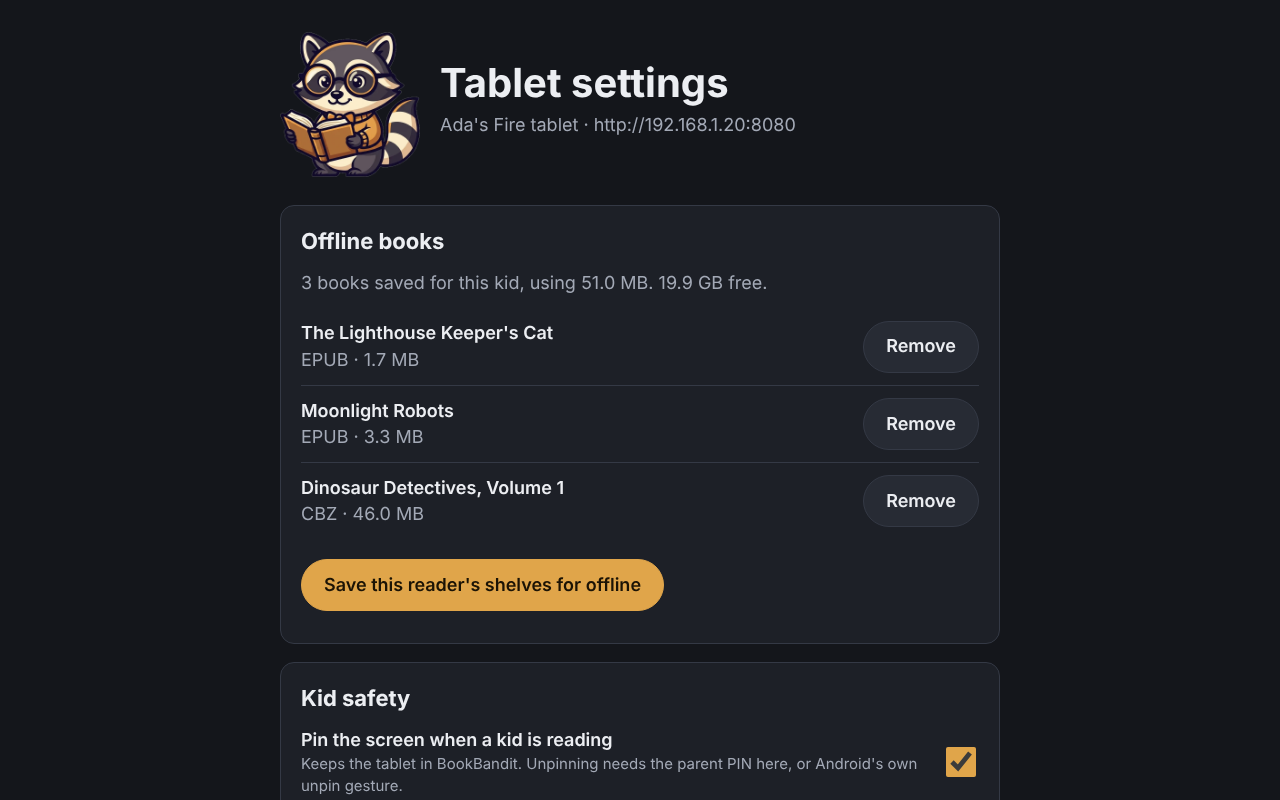 Tablet settings
Ada's Fire tablet · http://192.168.1.20:8080
Offline books
3 books saved for this kid, using 51.0 MB. 19.9 GB free.
The Lighthouse Keeper's Cat
EPUB · 1.7 MB
Remove
Moonlight Robots
EPUB · 3.3 MB
Remove
Dinosaur Detectives, Volume 1
CBZ · 46.0 MB
Remove
Save this reader's shelves for offline
Kid safety
Pin the screen when a kid is reading
Keeps the tablet in BookBandit. Unpinning needs the parent PIN here, or Android's own
unpin gesture.